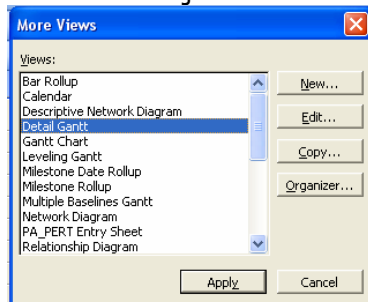 More Views
Views:
Bar Rollup
Calendar
Descriptive Network Diagram
Detail Gantt
Gantt Chart
Leveling Gantt
Milestone Date Rollup
Milestone Rollup
Multiple Baselines Gantt
Network Diagram
PA_PERT Entry Sheet
Relationship Diagram
New...
Edit...
Copy...
Organizer...
Apply
Cancel